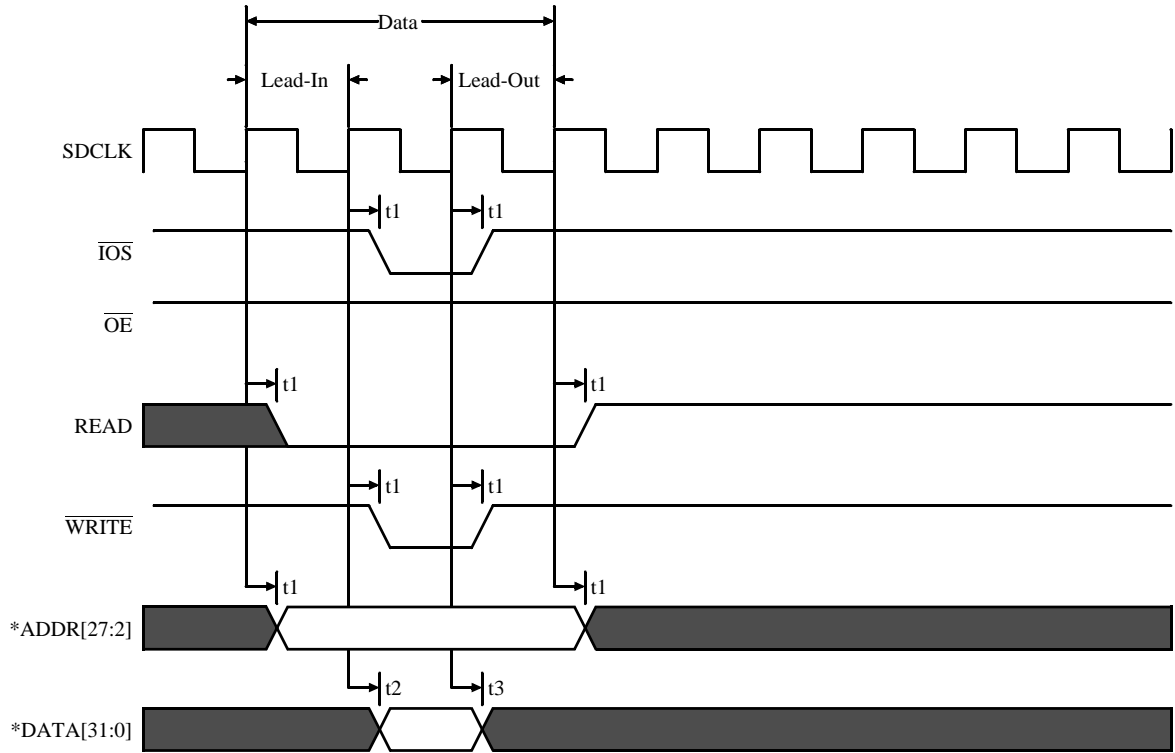 Data
Lead-In Lead-Out
SDCLK
t1 t1
IOS
OE
t1 t1
READ
t1 t1
WRITE
t1 t1
*ADDR[27:2]
t2 t3
*DATA[31:0]